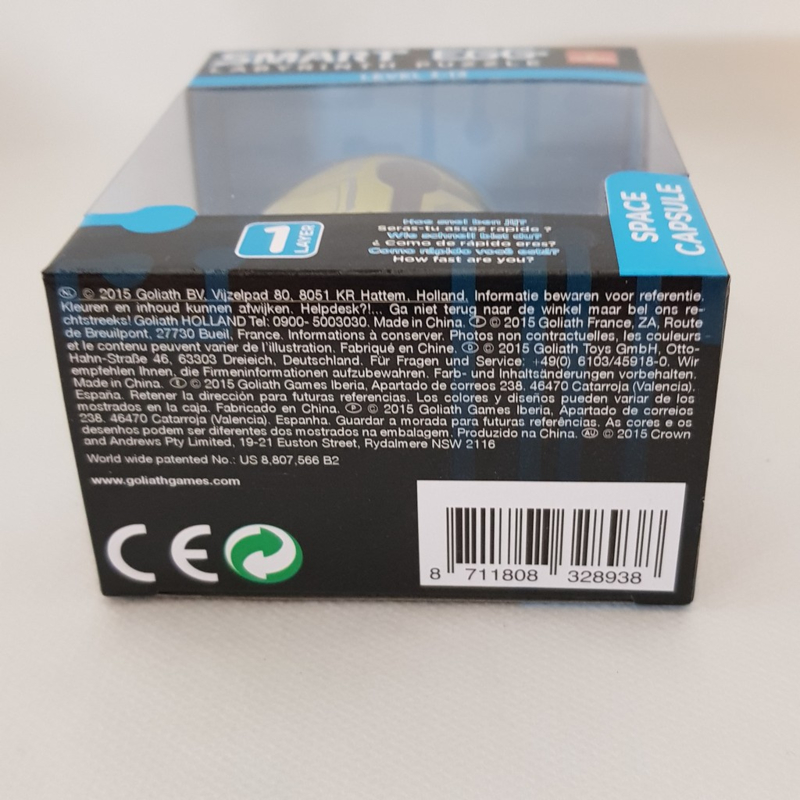 SMART EGG
LABYRINTH PUZZLE
SPACE
CAPSULE
1
LAYER
Hoe snel ben jij?
Seras-tu assez rapide ?
Wie schnell bist du?
¿ Como de rápido eres?
Como rápido você está?
How fast are you?
NL © 2015 Goliath BV, Vijzelpad 80, 8051 KR Hattem, Holland. Informatie bewaren voor referentie.
Kleuren en inhoud kunnen afwijken. Helpdesk?!... Ga niet terug naar de winkel maar bel ons re-
chtstreeks! Goliath HOLLAND Tel: 0900- 5003030. Made in China. F © 2015 Goliath France, ZA, Route
de Breuilpont, 27730 Bueil, France. Informations à conserver. Photos non contractuelles, les couleurs
et le contenu peuvent varier de l'illustration. Fabriqué en Chine. D © 2015 Goliath Toys GmbH, Otto-
Hahn-Straße 46, 63303 Dreieich, Deutschland. Für Fragen und Service: +49(0) 6103/45918-0. Wir
empfehlen Ihnen, die Firmeninformationen aufzubewahren. Farb- und Inhaltsänderungen vorbehalten.
Made in China. E © 2015 Goliath Games Iberia, Apartado de correos 238. 46470 Catarroja (Valencia).
España. Retener la dirección para futuras referencias. Los colores y diseños pueden variar de los
mostrados en la caja. Fabricado en China. P © 2015 Goliath Games Iberia, Apartado de correios
238. 46470 Catarroja (Valencia). Espanha. Guardar a morada para futuras referências. As cores e os
desenhos podem ser diferentes dos mostrados na embalagem. Produzido na China. AU © 2015 Crown
and Andrews Pty Limited, 19-21 Euston Street, Rydalmere NSW 2116
World wide patented No.: US 8,807,566 B2
www.goliathgames.com
CE
8 711808 328938